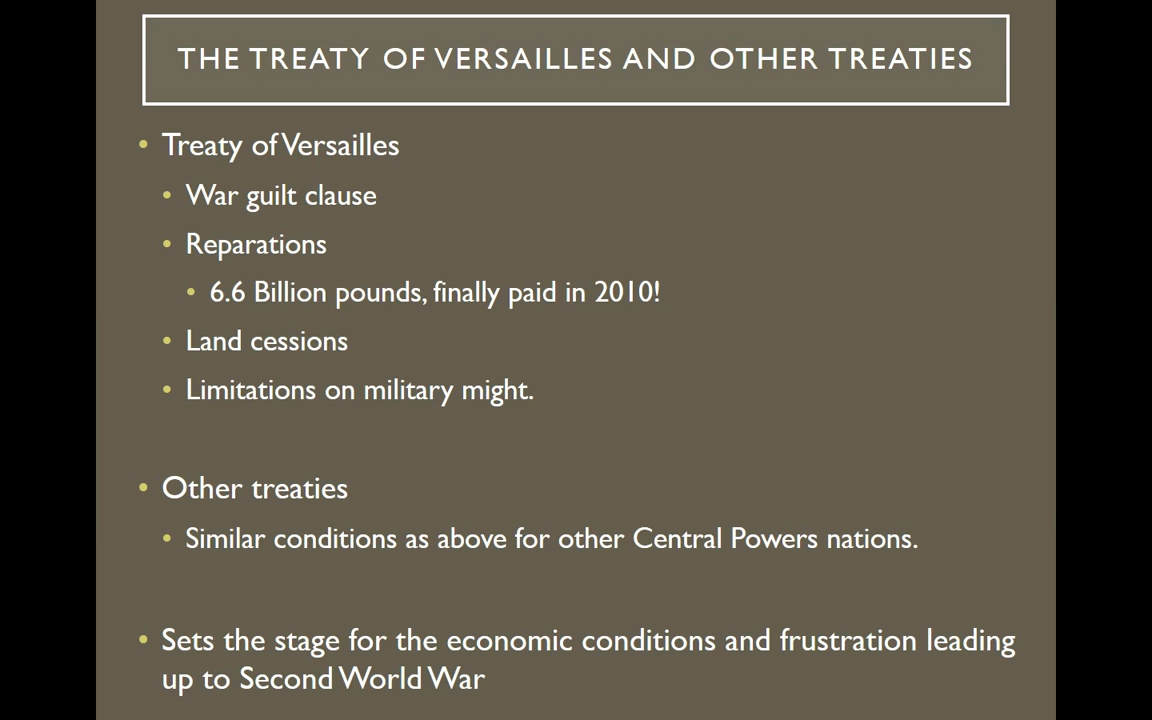 THE TREATY OF VERSAILLES AND OTHER TREATIES
• Treaty of Versailles
• War guilt clause
• Reparations
• 6.6 Billion pounds, finally paid in 2010!
• Land cessions
• Limitations on military might.
• Other treaties
• Similar conditions as above for other Central Powers nations.
• Sets the stage for the economic conditions and frustration leading
up to Second World War